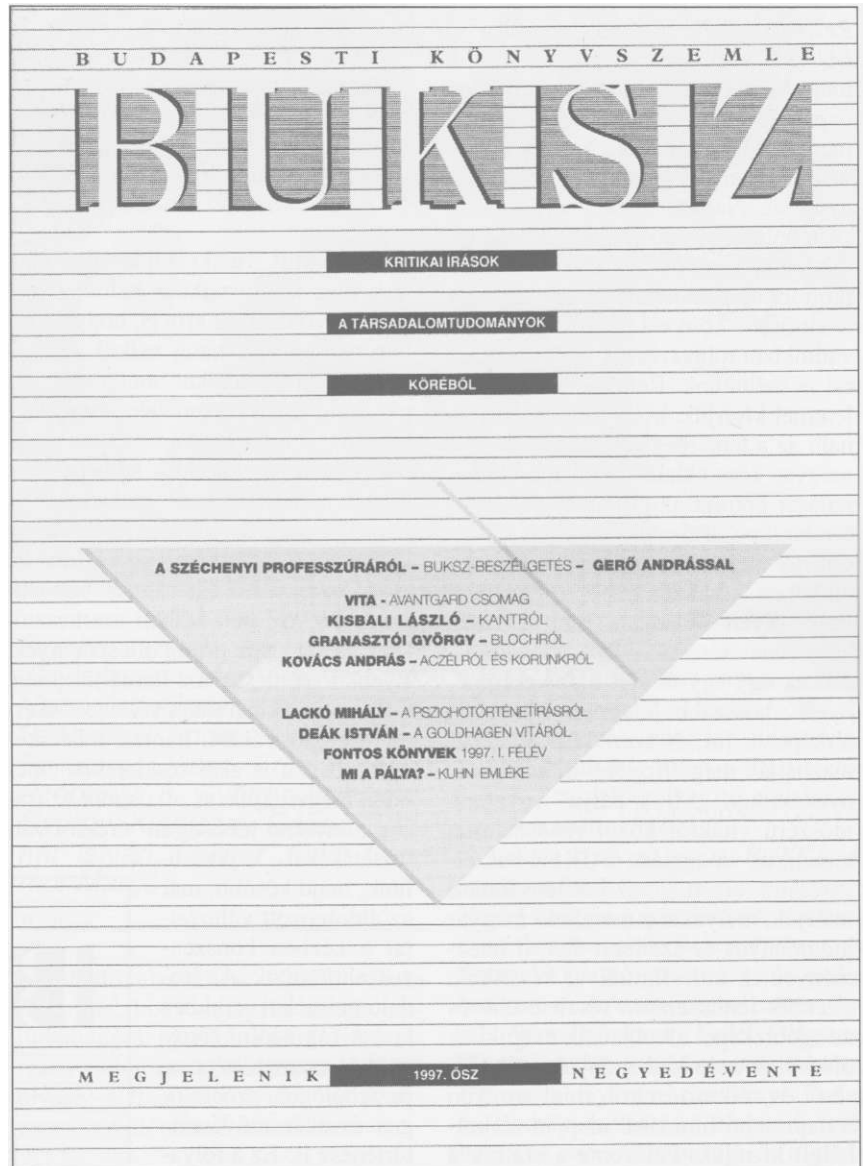 BUDAPESTI KÖNYVSZEMLE
BUKSZ
KRITIKAI IRÁSOK
A TÁRSADALOMTUDOMÁNYOK
KÖRÉBŐL
A SZÉCHENYI PROFESSZÚRÁRÓL – BUKSZ-BESZÉLGETÉS – GERŐ ANDRÁSSAL
VITA - AVANTGARD CSOMAG
KISBALI LÁSZLÓ – KANTRÓL
GRANASZTÓI GYÖRGY – BLOCHRÓL
KOVÁCS ANDRÁS – ACZÉLRÓL ÉS KORUNKRÓL
LACKÓ MIHÁLY – A PSZICHOTÖRTÉNETÍRÁSRÓL
DEÁK ISTVÁN – A GOLDHAGEN VITÁRÓL
FONTOS KÖNYVEK 1997. I. FÉLÉV
MI A PÁLYA? – KUHN EMLÉKE
MEGJELENIK 1997. ŐSZ NEGYEDÉVENTE